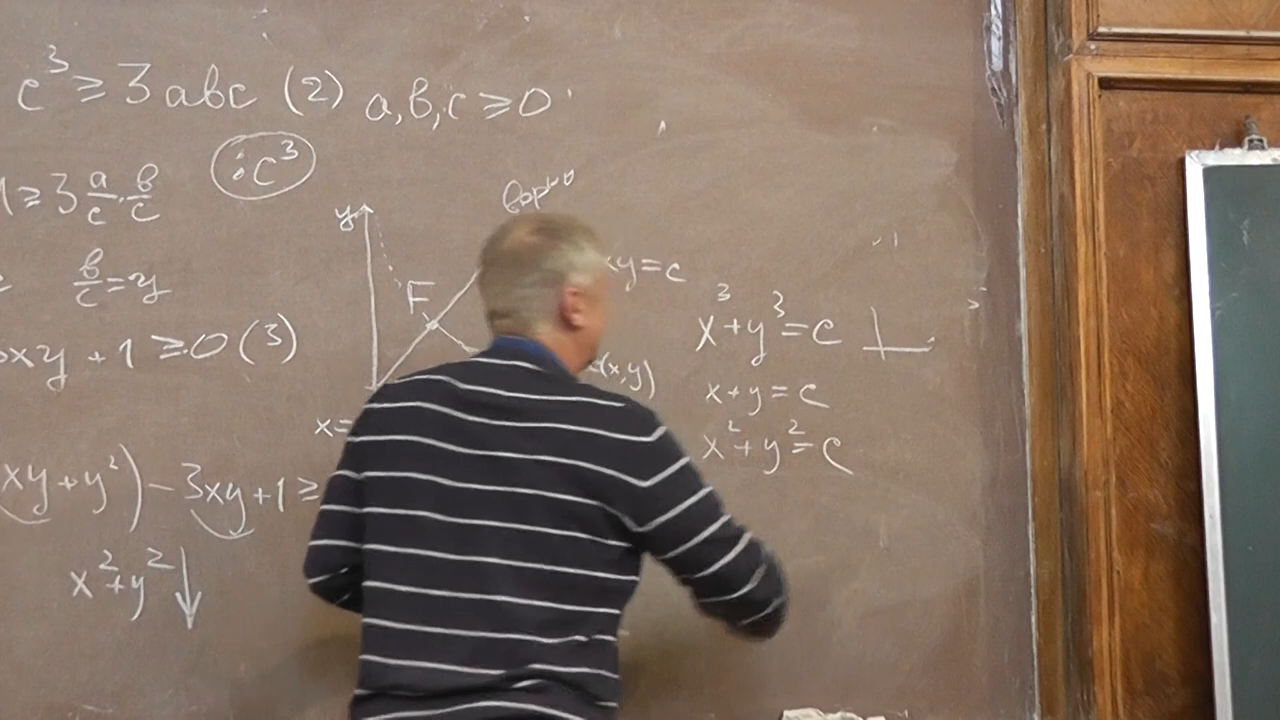 c³ ≥ 3abc (2) a,b,c ≥ 0
1 ≥ 3 a/c · b/c :c³
b/c = y
xy + 1 ≥ 0 (3)
y
F
xy = c
x³ + y³ = c
(x,y)
x + y = c
x =
x² + y² = c
xy + y²) − 3xy + 1 ≥
x² + y² ↓